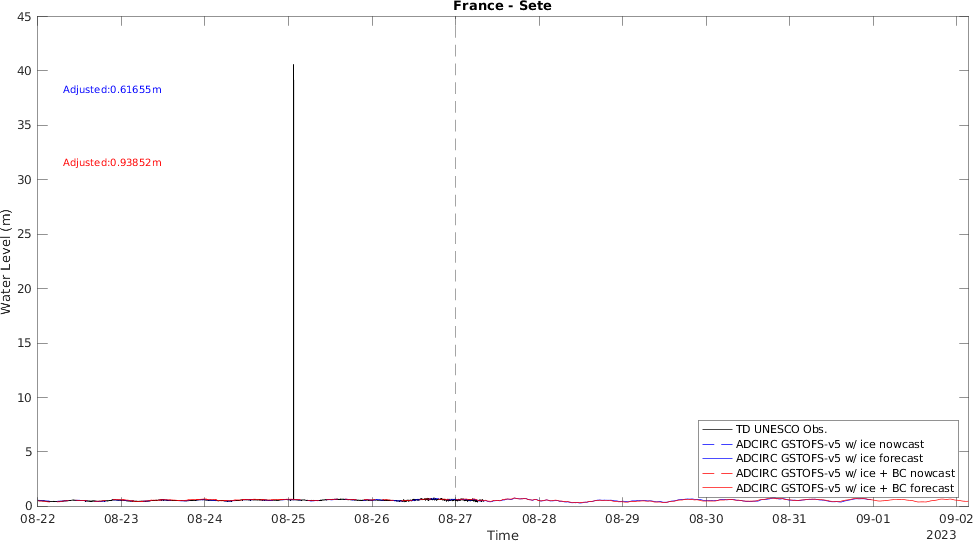 France - Sete
45
40
35
30
25
20
15
10
5
0
Water Level (m)
Adjusted:0.61655m
Adjusted:0.93852m
TD UNESCO Obs.
ADCIRC GSTOFS-v5 w/ ice nowcast
ADCIRC GSTOFS-v5 w/ ice forecast
ADCIRC GSTOFS-v5 w/ ice + BC nowcast
ADCIRC GSTOFS-v5 w/ ice + BC forecast
08-22 08-23 08-24 08-25 08-26 08-27 08-28 08-29 08-30 08-31 09-01 09-02
Time
2023